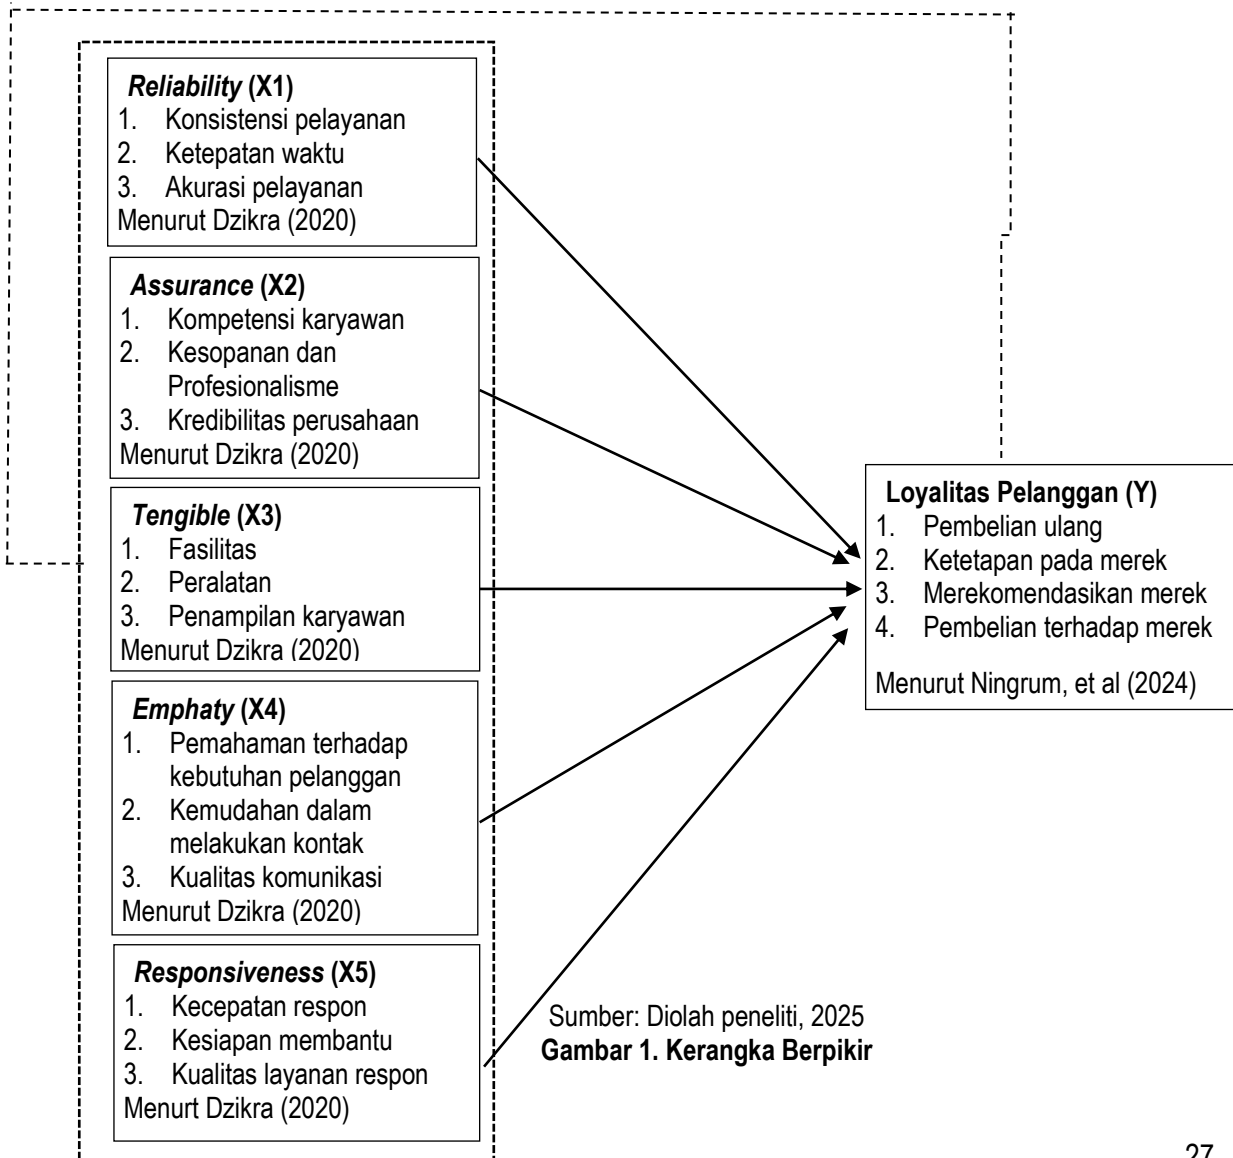 Reliability (X1)
1. Konsistensi pelayanan
2. Ketepatan waktu
3. Akurasi pelayanan
Menurut Dzikra (2020)
Assurance (X2)
1. Kompetensi karyawan
2. Kesopanan dan
Profesionalisme
3. Kredibilitas perusahaan
Menurut Dzikra (2020)
Tengible (X3)
1. Fasilitas
2. Peralatan
3. Penampilan karyawan
Menurut Dzikra (2020)
Emphaty (X4)
1. Pemahaman terhadap
kebutuhan pelanggan
2. Kemudahan dalam
melakukan kontak
3. Kualitas komunikasi
Menurut Dzikra (2020)
Responsiveness (X5)
1. Kecepatan respon
2. Kesiapan membantu
3. Kualitas layanan respon
Menurt Dzikra (2020)
Loyalitas Pelanggan (Y)
1. Pembelian ulang
2. Ketetapan pada merek
3. Merekomendasikan merek
4. Pembelian terhadap merek
Menurut Ningrum, et al (2024)
Sumber: Diolah peneliti, 2025
Gambar 1. Kerangka Berpikir
27